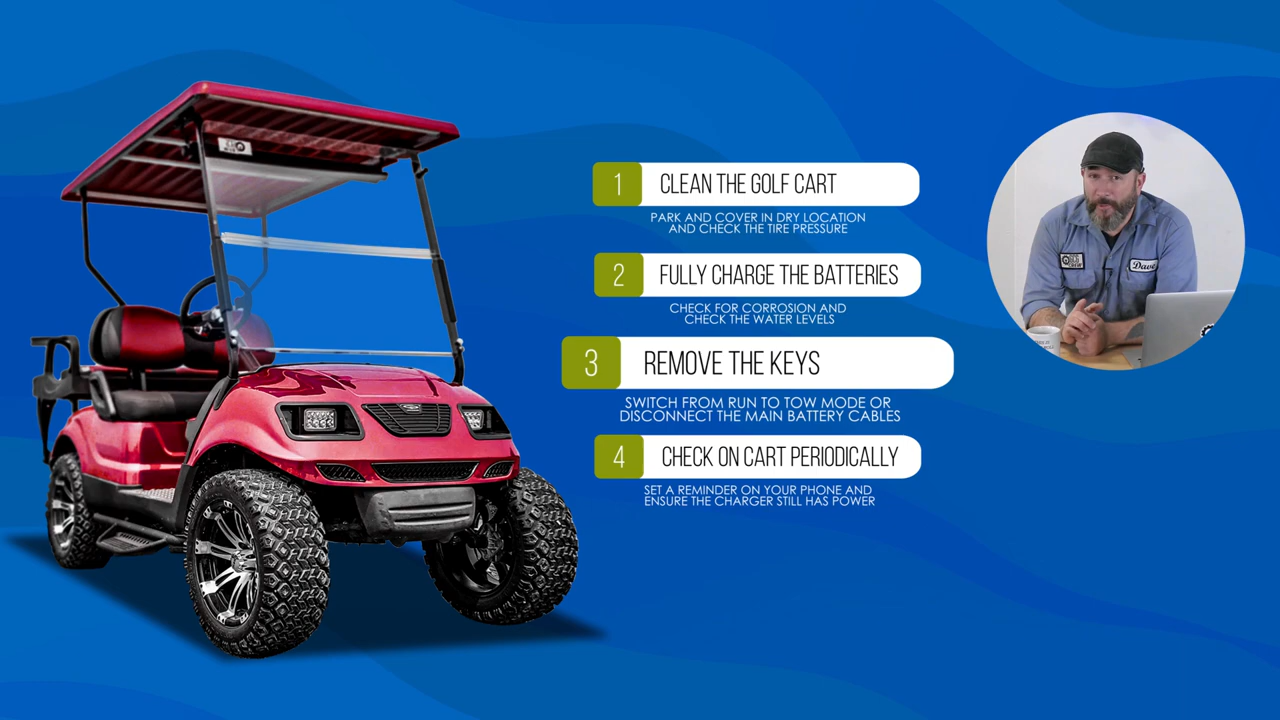 1
CLEAN THE GOLF CART
PARK AND COVER IN DRY LOCATION
AND CHECK THE TIRE PRESSURE
2
FULLY CHARGE THE BATTERIES
CHECK FOR CORROSION AND
CHECK THE WATER LEVELS
3
REMOVE THE KEYS
SWITCH FROM RUN TO TOW MODE OR
DISCONNECT THE MAIN BATTERY CABLES
4
CHECK ON CART PERIODICALLY
SET A REMINDER ON YOUR PHONE AND
ENSURE THE CHARGER STILL HAS POWER
Dave